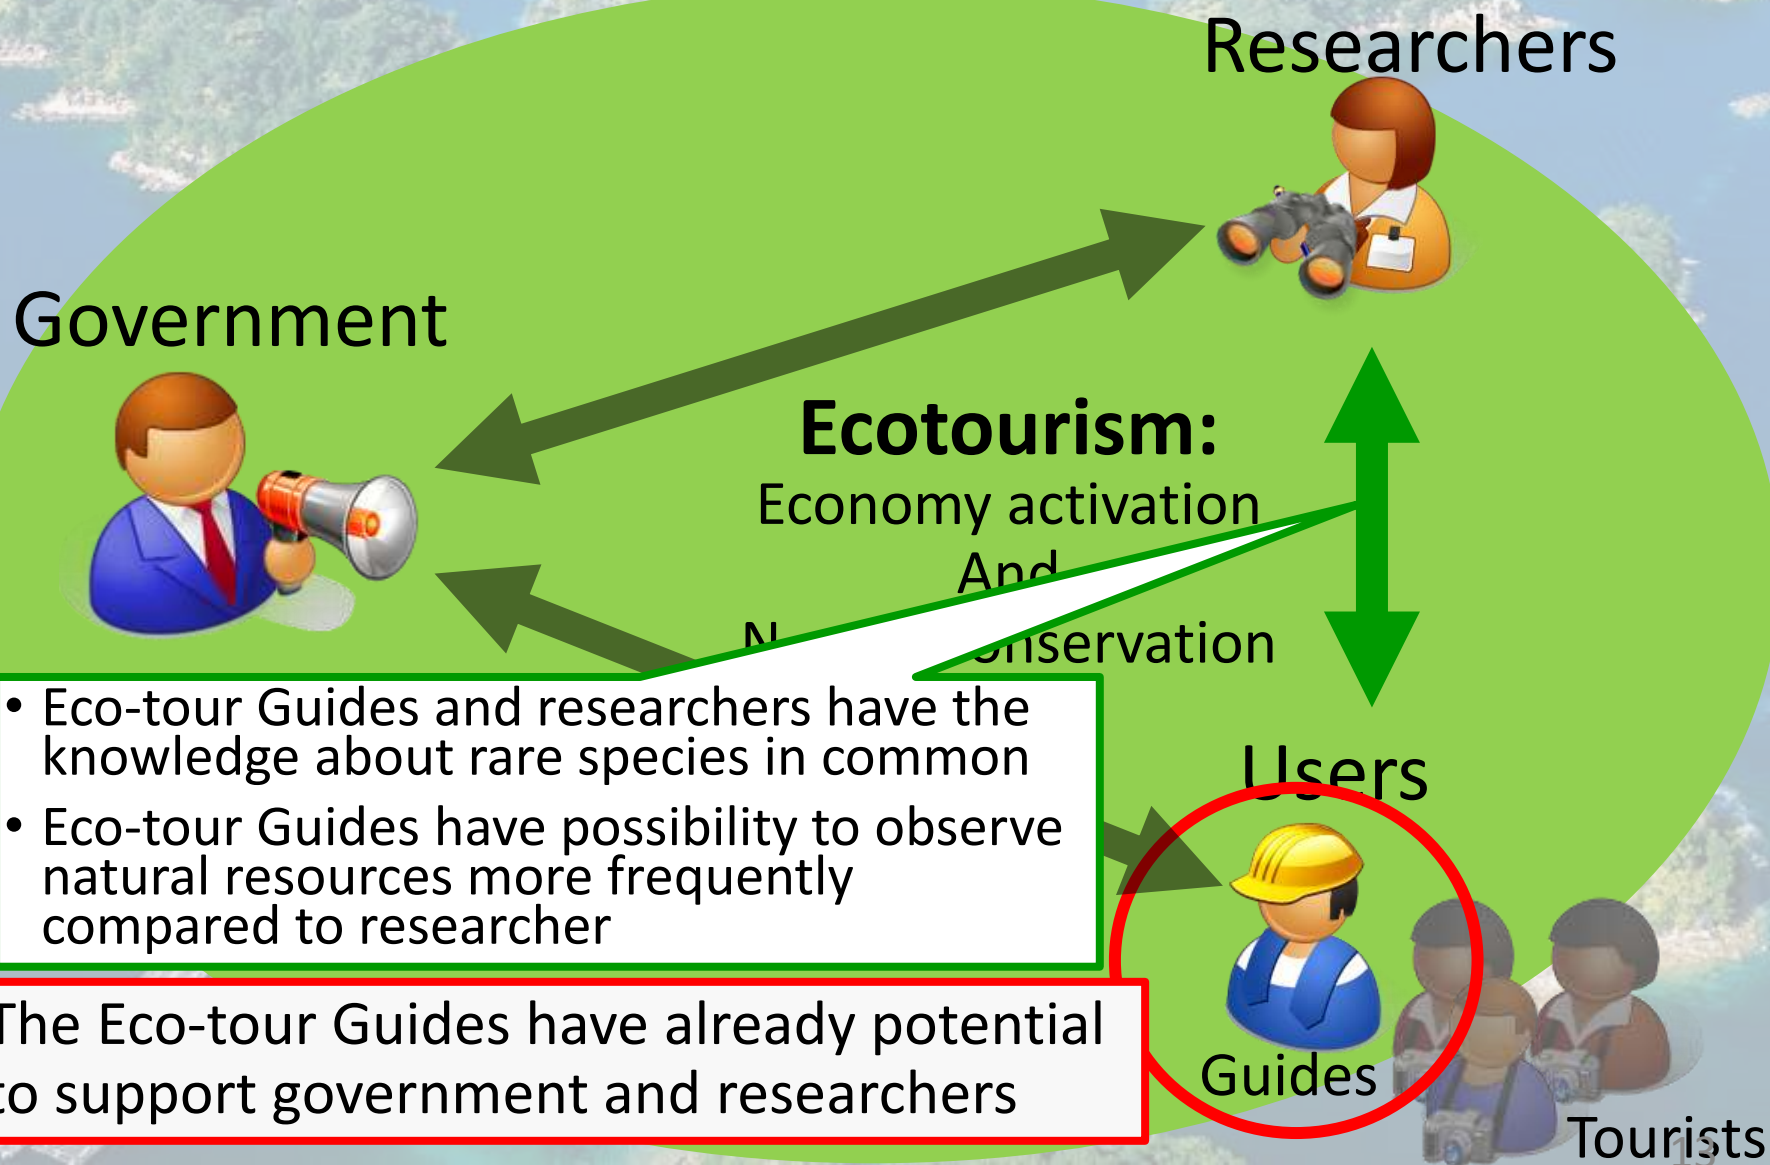 Researchers
Government
Ecotourism:
Economy activation
And
N onservation
• Eco-tour Guides and researchers have the
knowledge about rare species in common
• Eco-tour Guides have possibility to observe
natural resources more frequently
compared to researcher
Users
The Eco-tour Guides have already potential
to support government and researchers
Guides
Tourists
13